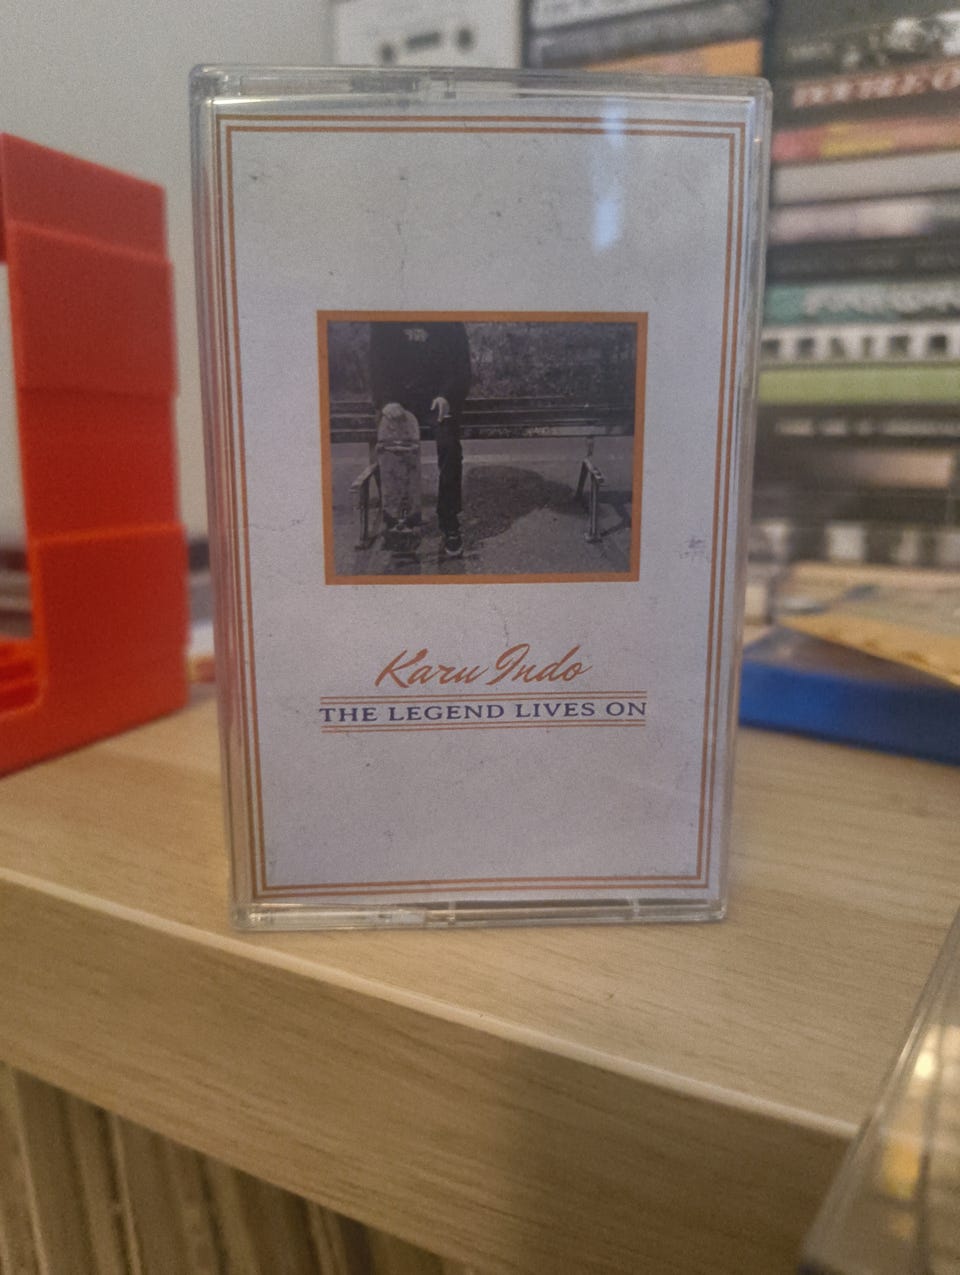 Karu Indo
THE LEGEND LIVES ON